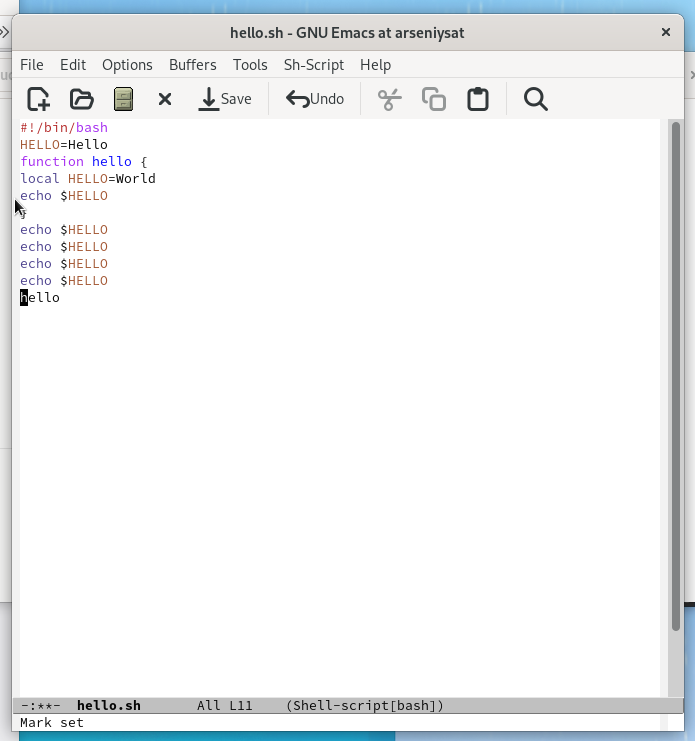 hello.sh - GNU Emacs at arseniysat
File Edit Options Buffers Tools Sh-Script Help
Save Undo
#!/bin/bash
HELLO=Hello
function hello {
local HELLO=World
echo $HELLO
}
echo $HELLO
echo $HELLO
echo $HELLO
echo $HELLO
hello
-:**- hello.sh All L11 (Shell-script[bash])
Mark set